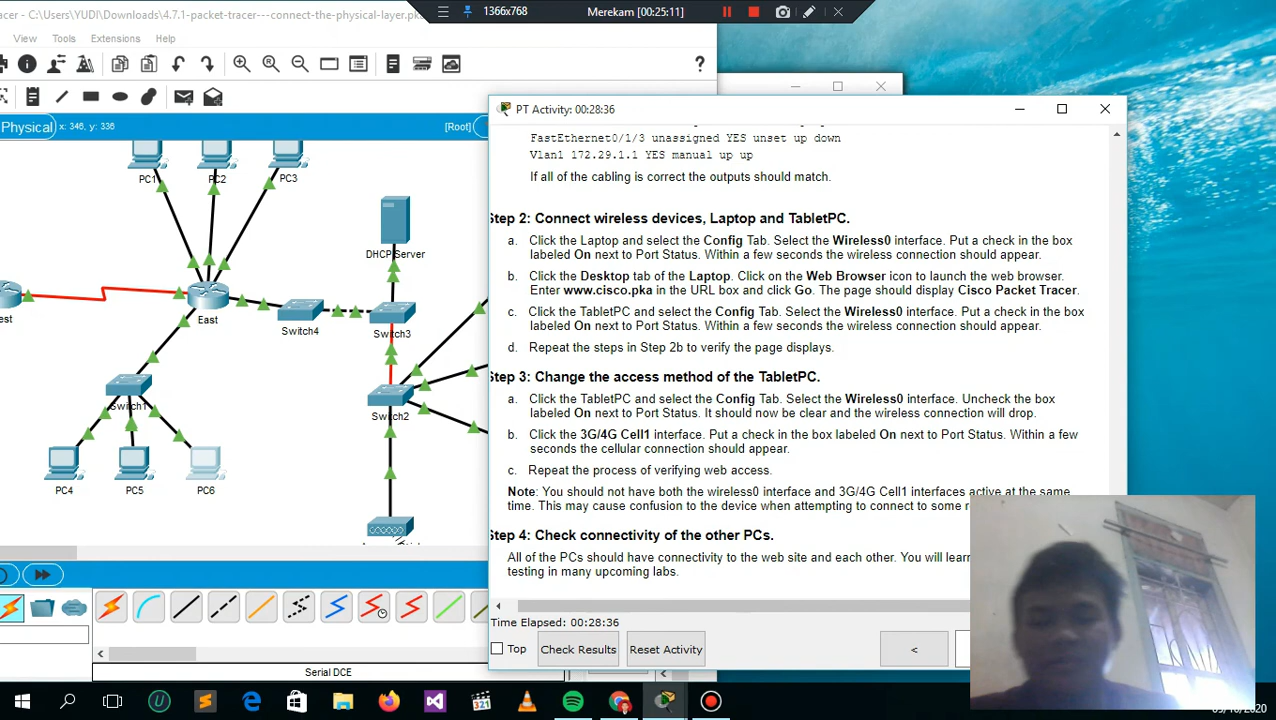 acer - C:\Users\YUDI\Downloads\4.7.1-packet-tracer---connect-the-physical-layer.pk
1366x768
Merekam [00:25:11]
View Tools Extensions Help
Physical x: 346, y: 336
[Root]
PT Activity: 00:28:36
FastEthernet0/1/3 unassigned YES unset up down
Vlan1 172.29.1.1 YES manual up up
If all of the cabling is correct the outputs should match.
Step 2: Connect wireless devices, Laptop and TabletPC.
a. Click the Laptop and select the Config Tab. Select the Wireless0 interface. Put a check in the box
labeled On next to Port Status. Within a few seconds the wireless connection should appear.
b. Click the Desktop tab of the Laptop. Click on the Web Browser icon to launch the web browser.
Enter www.cisco.pka in the URL box and click Go. The page should display Cisco Packet Tracer.
c. Click the TabletPC and select the Config Tab. Select the Wireless0 interface. Put a check in the box
labeled On next to Port Status. Within a few seconds the wireless connection should appear.
d. Repeat the steps in Step 2b to verify the page displays.
Step 3: Change the access method of the TabletPC.
a. Click the TabletPC and select the Config Tab. Select the Wireless0 interface. Uncheck the box
labeled On next to Port Status. It should now be clear and the wireless connection will drop.
b. Click the 3G/4G Cell1 interface. Put a check in the box labeled On next to Port Status. Within a few
seconds the cellular connection should appear.
c. Repeat the process of verifying web access.
Note: You should not have both the wireless0 interface and 3G/4G Cell1 interfaces active at the same
time. This may cause confusion to the device when attempting to connect to some r
Step 4: Check connectivity of the other PCs.
All of the PCs should have connectivity to the web site and each other. You will lear
testing in many upcoming labs.
Time Elapsed: 00:28:36
Top
Check Results
Reset Activity
<
PC1
PC2
PC3
DHCP Server
est
East
Switch4
Switch3
Switch1
Switch2
PC4
PC5
PC6
Serial DCE
321